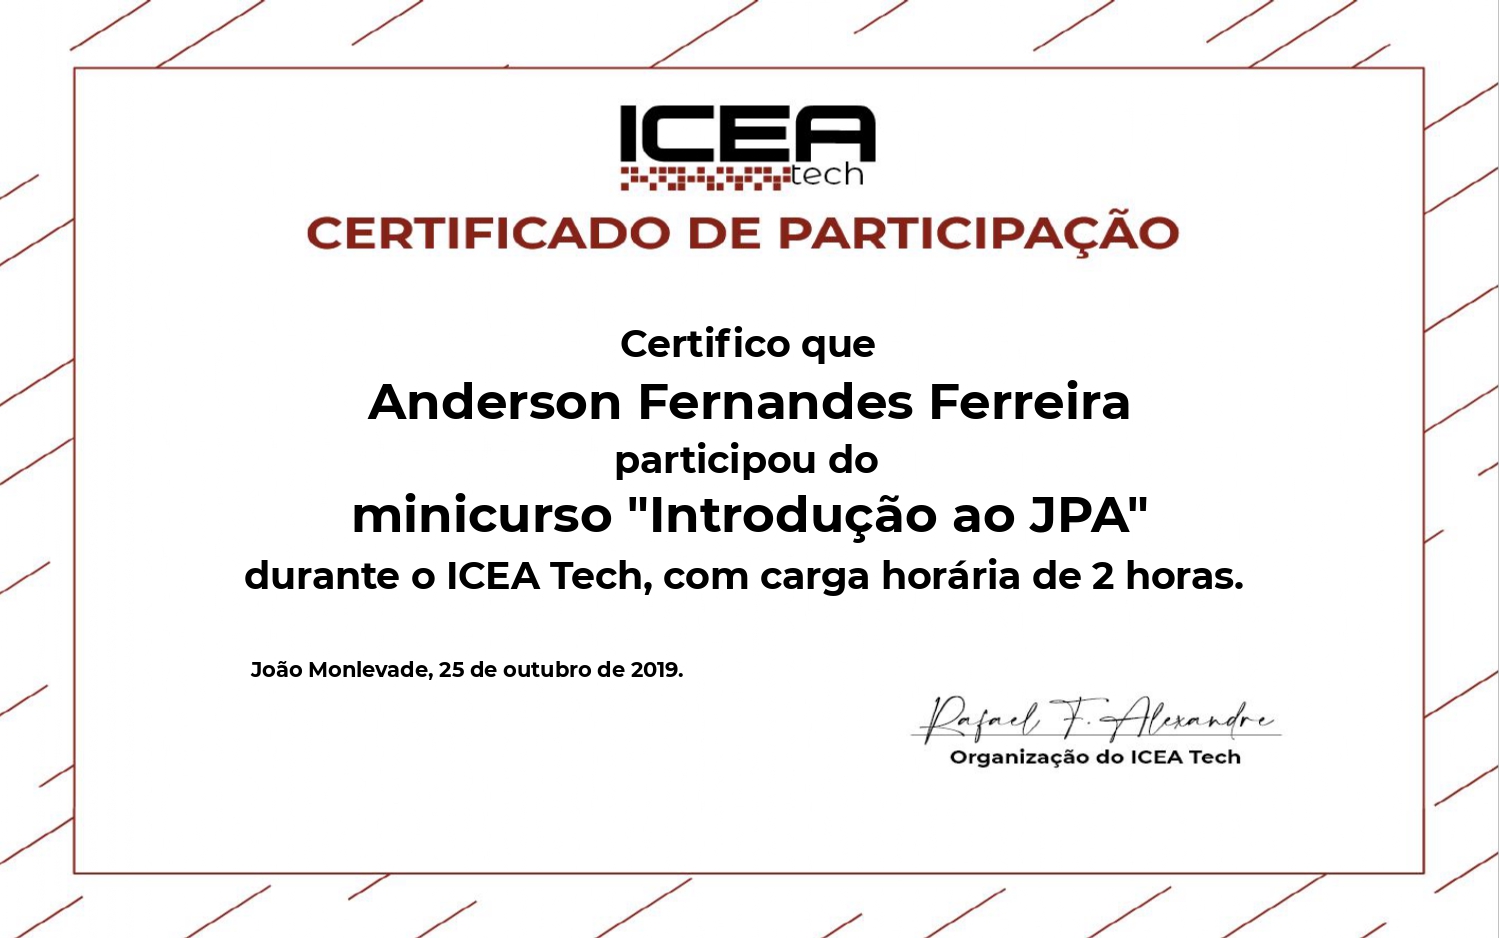 ICEA
tech
CERTIFICADO DE PARTICIPAÇÃO
Certifico que
Anderson Fernandes Ferreira
participou do
minicurso "Introdução ao JPA"
durante o ICEA Tech, com carga horária de 2 horas.
João Monlevade, 25 de outubro de 2019.
Rafael F. Alexandre
Organização do ICEA Tech